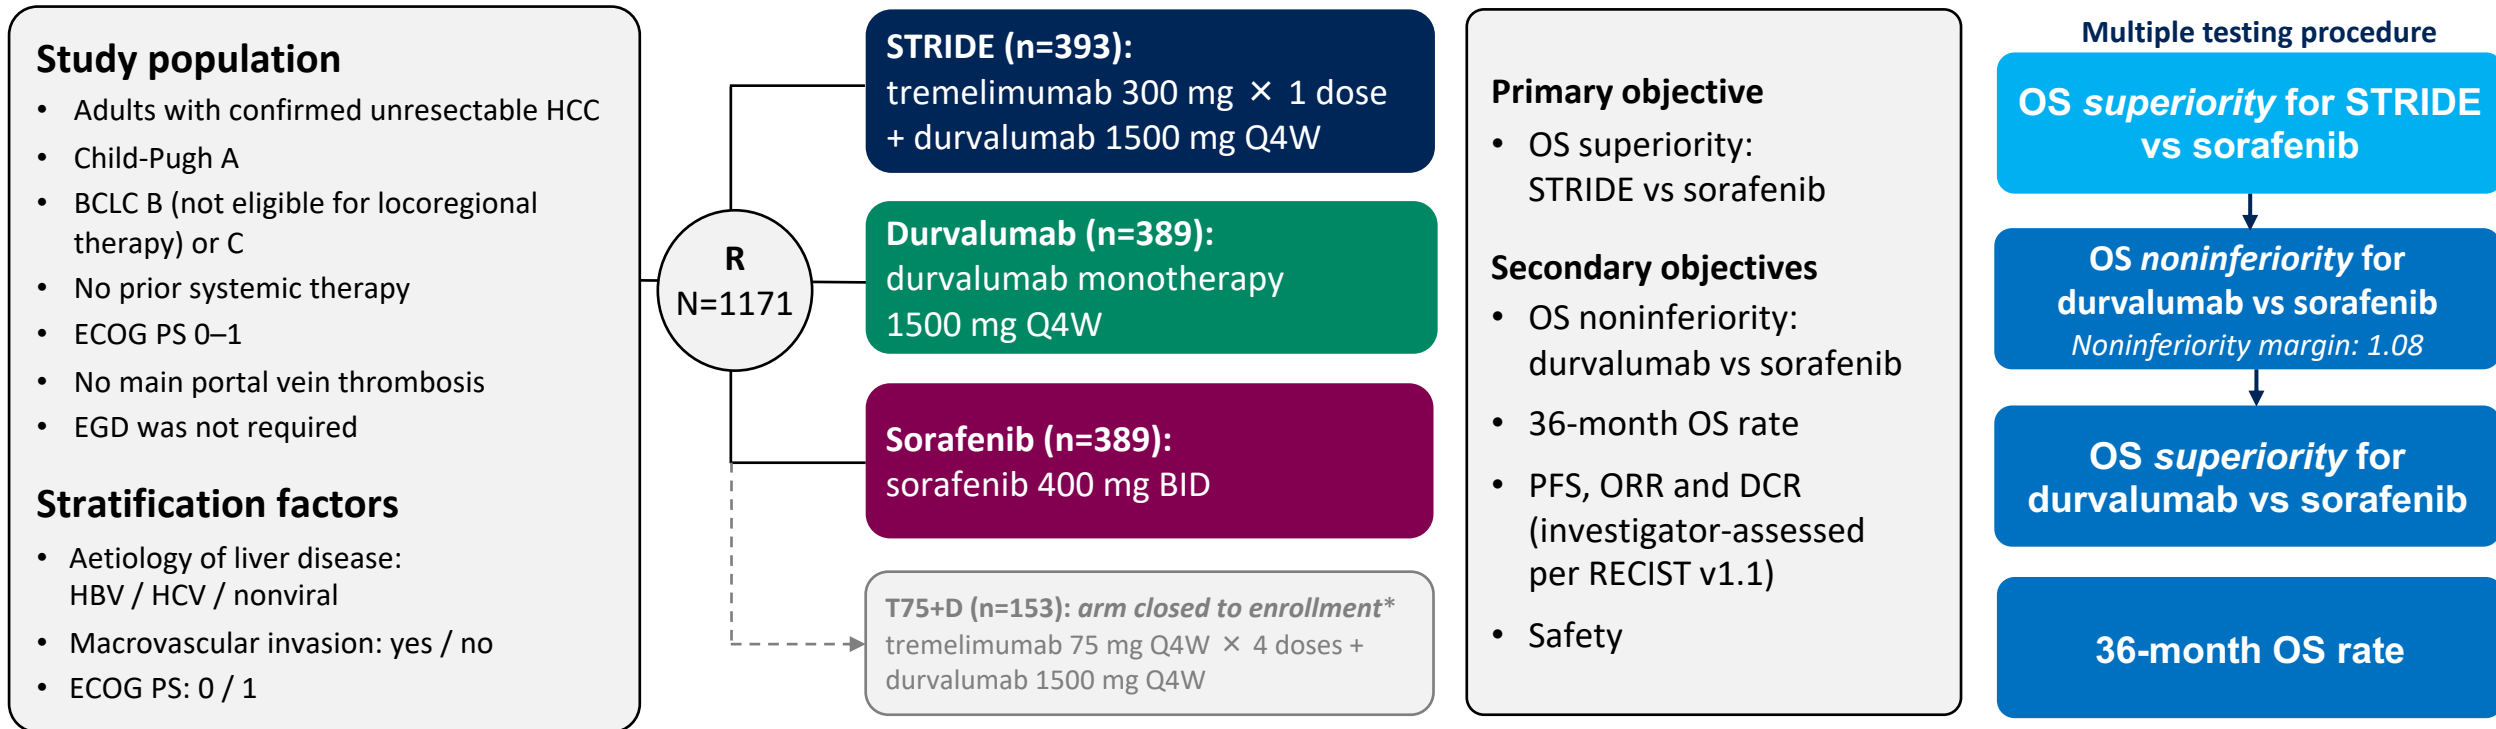 Study population
• Adults with confirmed unresectable HCC
• Child-Pugh A
• BCLC B (not eligible for locoregional
therapy) or C
• No prior systemic therapy
• ECOG PS 0–1
• No main portal vein thrombosis
• EGD was not required
Stratification factors
• Aetiology of liver disease:
HBV / HCV / nonviral
• Macrovascular invasion: yes / no
• ECOG PS: 0 / 1
R
N=1171
STRIDE (n=393):
tremelimumab 300 mg × 1 dose
+ durvalumab 1500 mg Q4W
Durvalumab (n=389):
durvalumab monotherapy
1500 mg Q4W
Sorafenib (n=389):
sorafenib 400 mg BID
T75+D (n=153): arm closed to enrollment*
tremelimumab 75 mg Q4W × 4 doses +
durvalumab 1500 mg Q4W
Primary objective
• OS superiority:
STRIDE vs sorafenib
Secondary objectives
• OS noninferiority:
durvalumab vs sorafenib
• 36-month OS rate
• PFS, ORR and DCR
(investigator-assessed
per RECIST v1.1)
• Safety
Multiple testing procedure
OS superiority for STRIDE
vs sorafenib
OS noninferiority for
durvalumab vs sorafenib
Noninferiority margin: 1.08
OS superiority for
durvalumab vs sorafenib
36-month OS rate